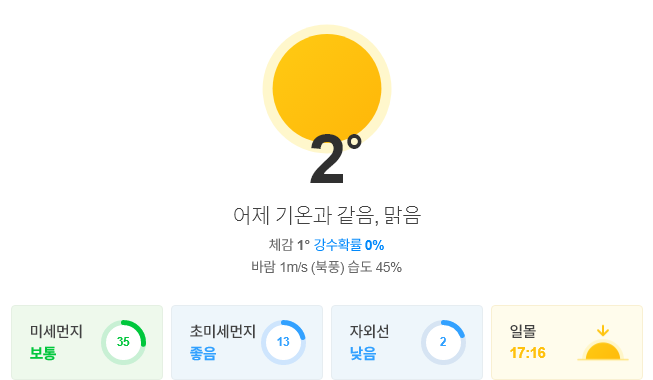 2°
어제 기온과 같음, 맑음
체감 1° 강수확률 0%
바람 1m/s (북풍) 습도 45%
미세먼지
보통
35
초미세먼지
좋음
13
자외선
낮음
2
일몰
17:16